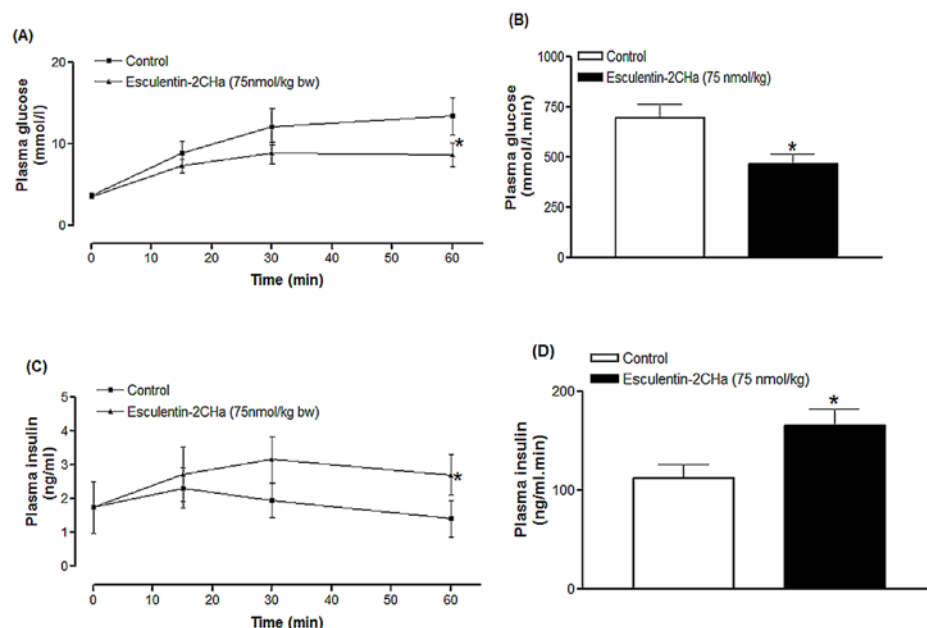 (A)
Control
Esculentin-2CHa (75nmol/kg bw)
Plasma glucose
(mmol/l)
20
10
0
0 10 20 30 40 50 60
Time (min)
*
(B)
Control
Esculentin-2CHa (75 nmol/kg)
Plasma glucose
(mmol/l.min)
1000
750
500
250
0
*
(C)
Control
Esculentin-2CHa (75nmol/kg bw)
Plasma insulin
(ng/ml)
5
4
3
2
1
0
0 10 20 30 40 50 60
Time (min)
*
(D)
Control
Esculentin-2CHa (75 nmol/kg)
Plasma insulin
(ng/ml.min)
200
100
0
*